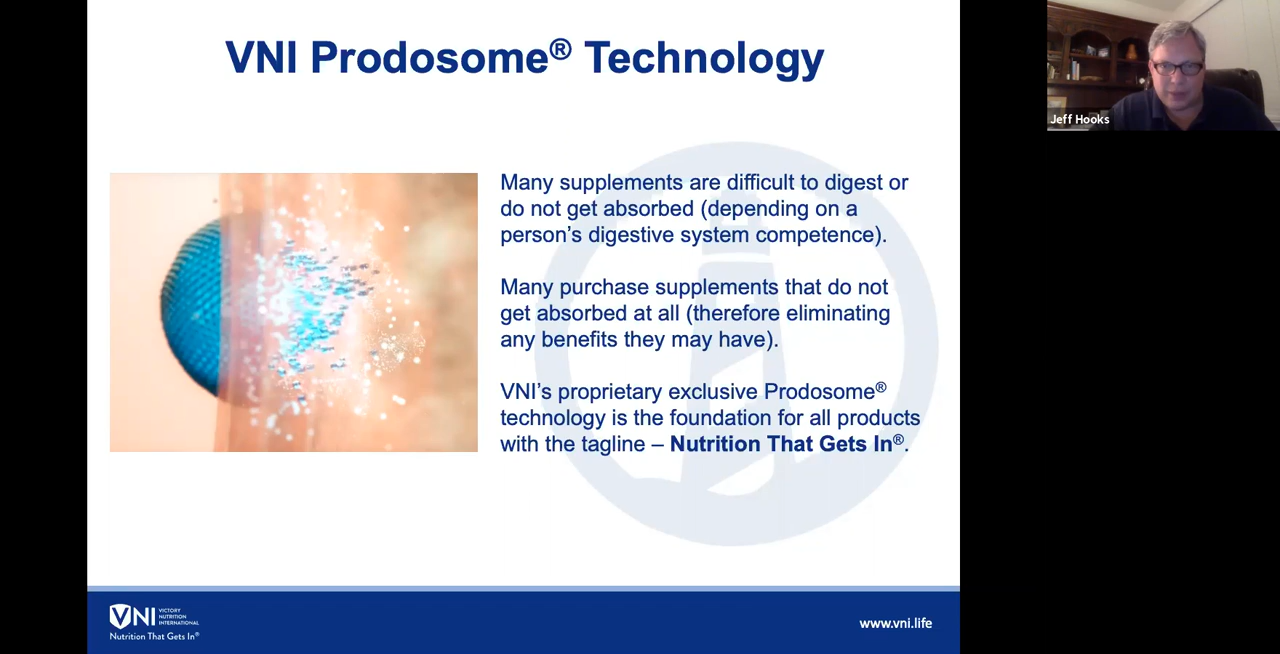 VNI Prodosome® Technology
Jeff Hooks
Many supplements are difficult to digest or
do not get absorbed (depending on a
person’s digestive system competence).
Many purchase supplements that do not
get absorbed at all (therefore eliminating
any benefits they may have).
VNI’s proprietary exclusive Prodosome®
technology is the foundation for all products
with the tagline – Nutrition That Gets In®.
VNI
VICTORY
NUTRITION
INTERNATIONAL
Nutrition That Gets In®
www.vni.life